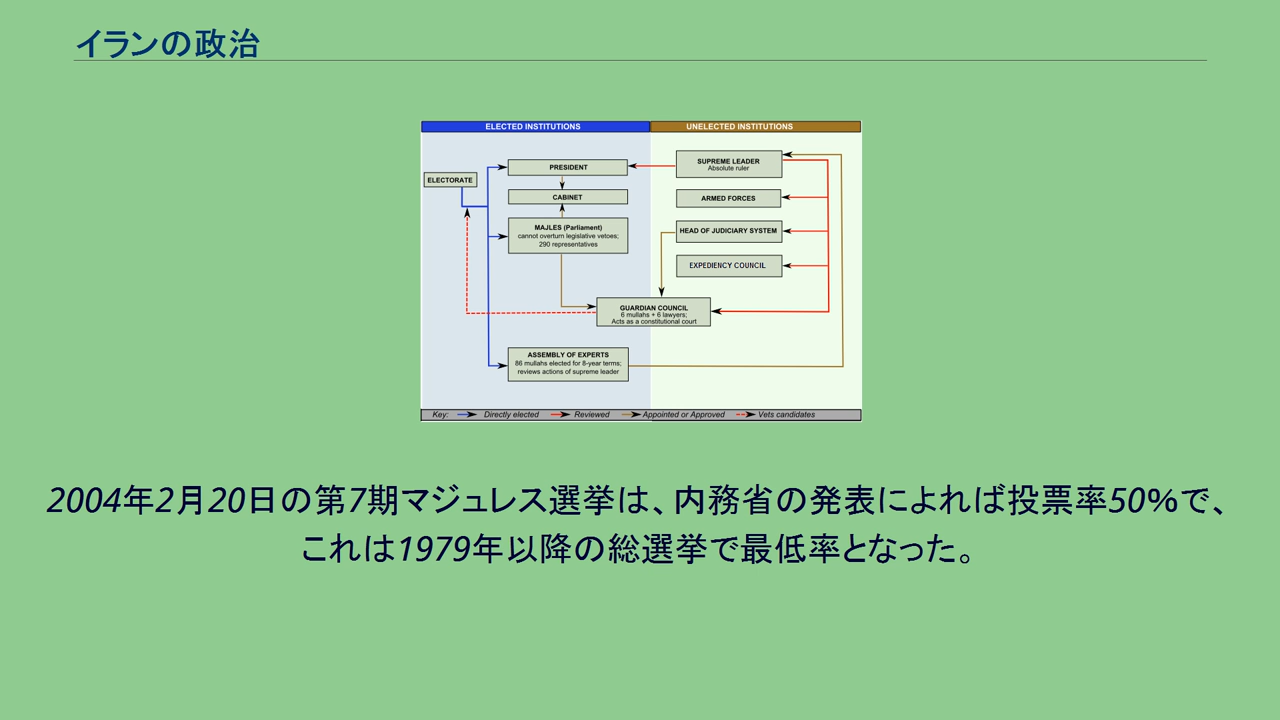 イランの政治
ELECTED INSTITUTIONS
UNELECTED INSTITUTIONS
ELECTORATE
PRESIDENT
CABINET
MAJLES (Parliament)
cannot overturn legislative vetoes;
290 representatives
SUPREME LEADER
Absolute ruler
ARMED FORCES
HEAD OF JUDICIARY SYSTEM
EXPEDIENCY COUNCIL
GUARDIAN COUNCIL
6 mullahs + 6 lawyers;
Acts as a constitutional court
ASSEMBLY OF EXPERTS
86 mullahs elected for 8-year terms;
reviews actions of supreme leader
Key: Directly elected Reviewed Appointed or Approved Vets candidates
2004年2月20日の第7期マジュレス選挙は、内務省の発表によれば投票率50%で、
これは1979年以降の総選挙で最低率となった。